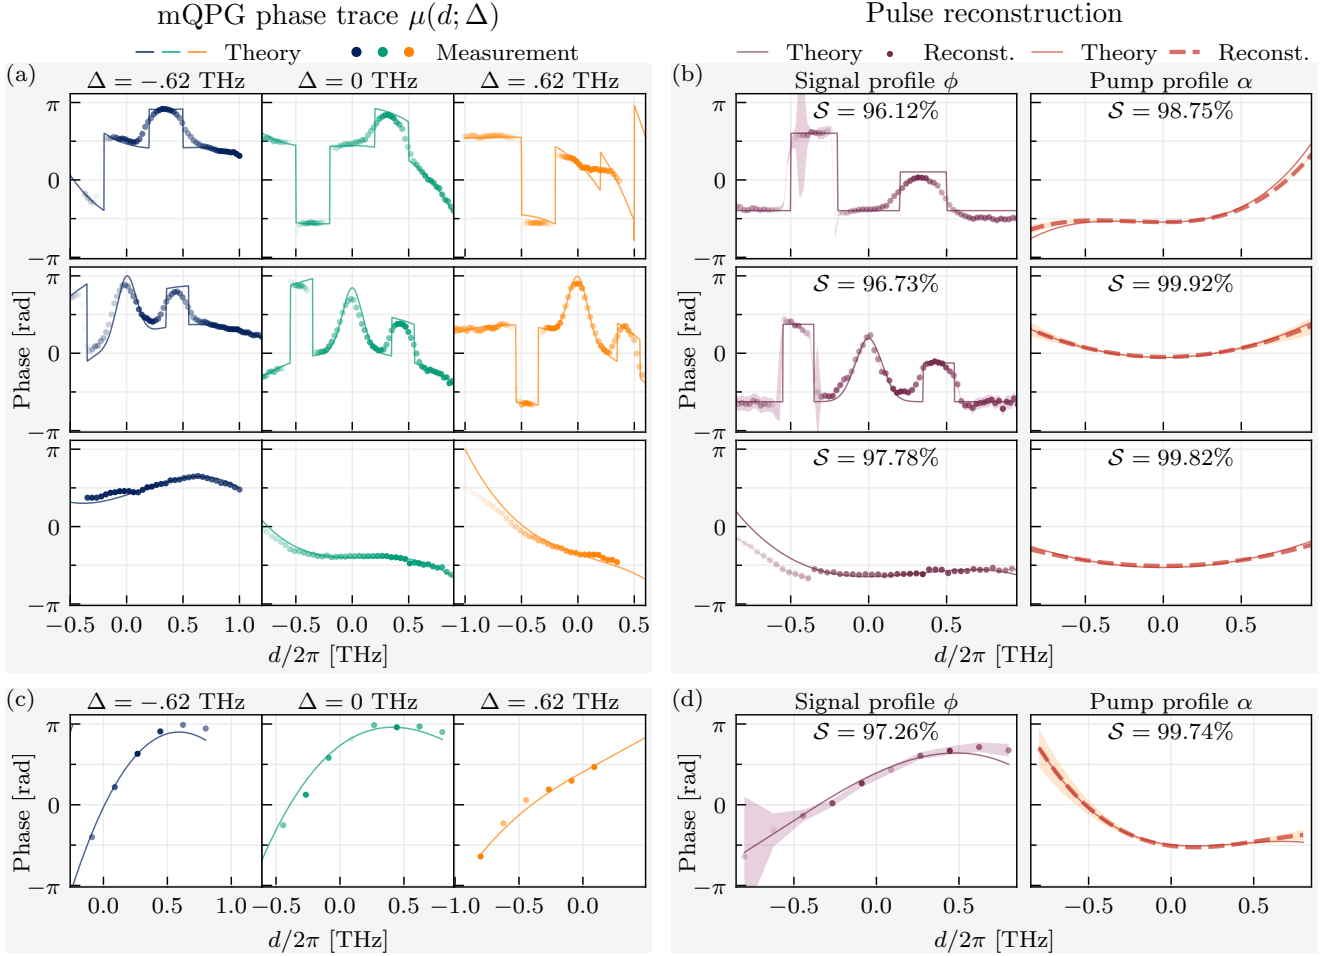 mQPG phase trace μ(d; Δ)
Pulse reconstruction
Theory Measurement
Theory Reconst. Theory Reconst.
(a) Δ = −.62 THz Δ = 0 THz Δ = .62 THz
(b) Signal profile ϕ Pump profile α
π
0
−π
π
0
−π
π
0
−π
Phase [rad]
−0.5 0.0 0.5 1.0 −0.5 0.0 0.5 −1.0 −0.5 0.0 0.5
d/2π [THz]
π S = 96.12% S = 98.75%
0
−π
π S = 96.73% S = 99.92%
0
−π
π S = 97.78% S = 99.82%
0
−π
Phase [rad]
−0.5 0.0 0.5 0.0 0.5
d/2π [THz]
(c) Δ = −.62 THz Δ = 0 THz Δ = .62 THz
π
0
−π
Phase [rad]
0.0 0.5 1.0 −0.5 0.0 0.5 −1.0 0.0
d/2π [THz]
(d) Signal profile ϕ Pump profile α
π S = 97.26% S = 99.74%
0
−π
Phase [rad]
−0.5 0.0 0.5 −0.5 0.0 0.5
d/2π [THz]